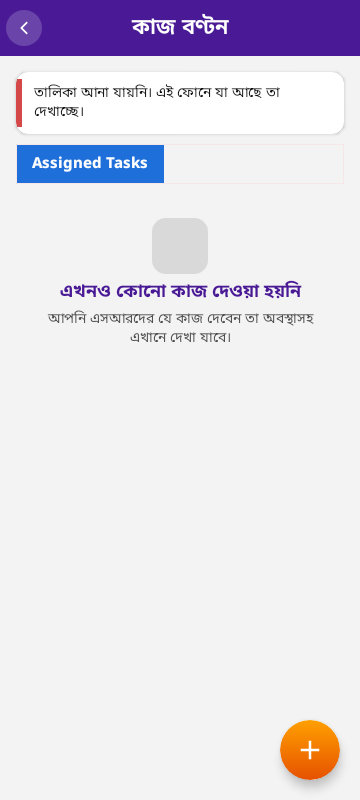 কাজ বণ্টন
তালিকা আনা যায়নি। এই ফোনে যা আছে তা
দেখাচ্ছে।
Assigned Tasks
এখনও কোনো কাজ দেওয়া হয়নি
আপনি এসআরদের যে কাজ দেবেন তা অবস্থাসহ
এখানে দেখা যাবে।